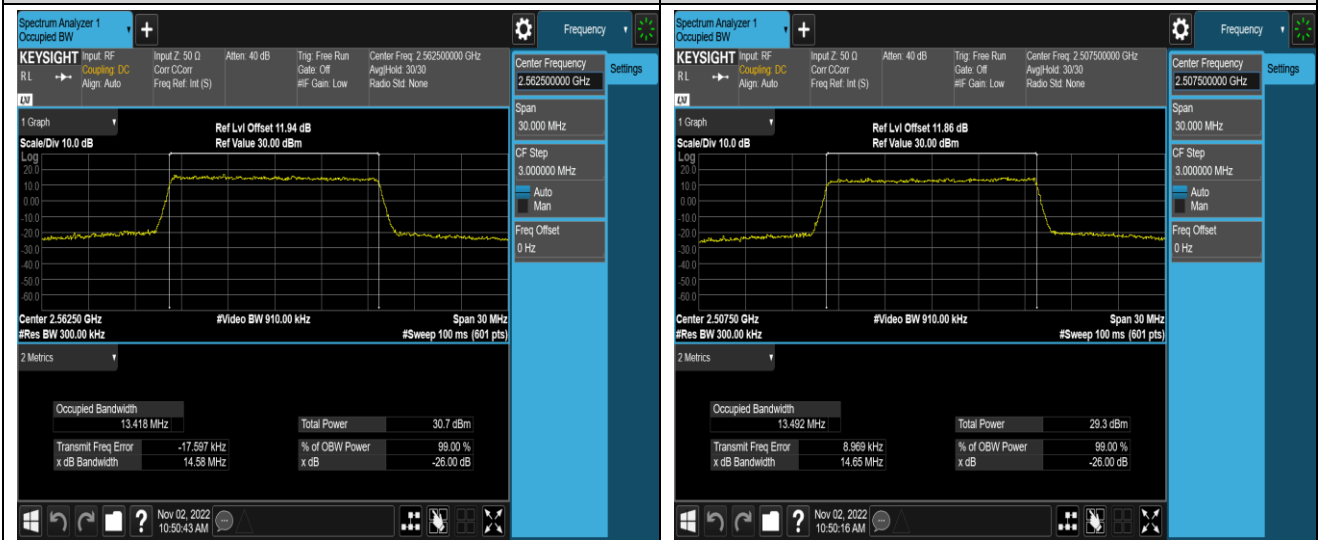 Spectrum Analyzer 1
Occupied BW
+
Frequency
KEYSIGHT Input: RF Input Z: 50 Ω Atten: 40 dB Trig: Free Run Center Freq: 2.562500000 GHz
Coupling: DC Corr CCorr Gate: Off Avg|Hold: 30/30
R L Align: Auto Freq Ref: Int (S) #IF Gain: Low Radio Std: None
LXI
Center Frequency
2.562500000 GHz
Settings
Span
30.000 MHz
CF Step
3.000000 MHz
Auto
Man
Freq Offset
0 Hz
1 Graph
Ref Lvl Offset 11.94 dB
Scale/Div 10.0 dB Ref Value 30.00 dBm
Log
20.0
10.0
0.00
-10.0
-20.0
-30.0
-40.0
-50.0
-60.0
Center 2.56250 GHz #Video BW 910.00 kHz Span 30 MHz
#Res BW 300.00 kHz #Sweep 100 ms (601 pts)
2 Metrics
Occupied Bandwidth
13.418 MHz Total Power 30.7 dBm
Transmit Freq Error -17.597 kHz % of OBW Power 99.00 %
x dB Bandwidth 14.58 MHz x dB -26.00 dB
? Nov 02, 2022
10:50:43 AM
Spectrum Analyzer 1
Occupied BW
+
Frequency
KEYSIGHT Input: RF Input Z: 50 Ω Atten: 40 dB Trig: Free Run Center Freq: 2.507500000 GHz
Coupling: DC Corr CCorr Gate: Off Avg|Hold: 30/30
R L Align: Auto Freq Ref: Int (S) #IF Gain: Low Radio Std: None
LXI
Center Frequency
2.507500000 GHz
Settings
Span
30.000 MHz
CF Step
3.000000 MHz
Auto
Man
Freq Offset
0 Hz
1 Graph
Ref Lvl Offset 11.86 dB
Scale/Div 10.0 dB Ref Value 30.00 dBm
Log
20.0
10.0
0.00
-10.0
-20.0
-30.0
-40.0
-50.0
-60.0
Center 2.50750 GHz #Video BW 910.00 kHz Span 30 MHz
#Res BW 300.00 kHz #Sweep 100 ms (601 pts)
2 Metrics
Occupied Bandwidth
13.492 MHz Total Power 29.3 dBm
Transmit Freq Error 8.969 kHz % of OBW Power 99.00 %
x dB Bandwidth 14.65 MHz x dB -26.00 dB
? Nov 02, 2022
10:50:16 AM